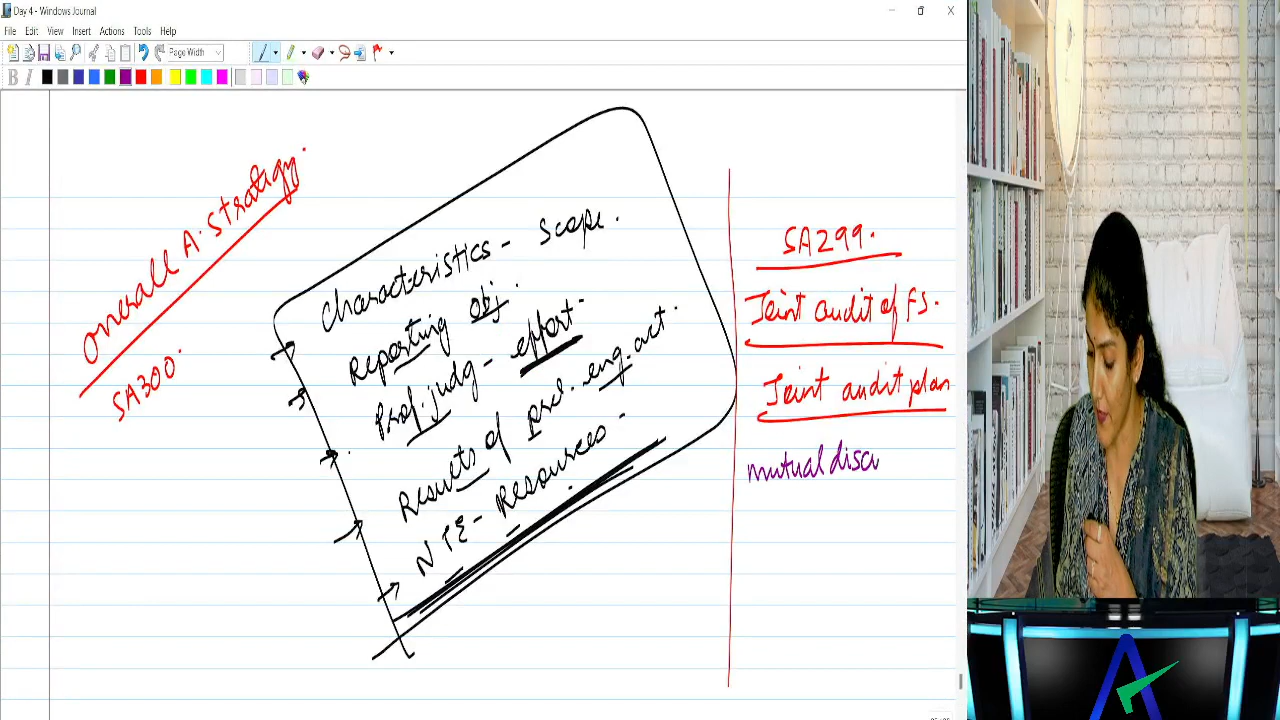 Day 4 - Windows Journal
File Edit View Insert Actions Tools Help
Page Width
B I
Overall A. Strategy.
SA300.
Characteristics - Scope.
Reporting obj.
Prof. judg - effort.
Results of prel. eng. act.
NTE - Resources -
SA299.
Joint audit of FS.
Joint audit plan
mutual disc